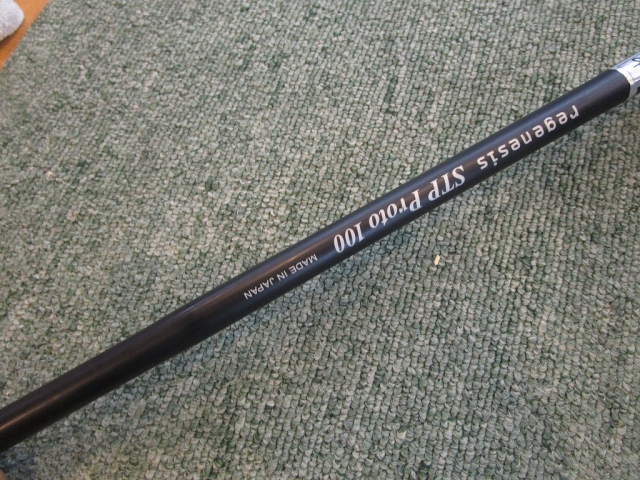 regenesis STP Proto 100
MADE IN JAPAN